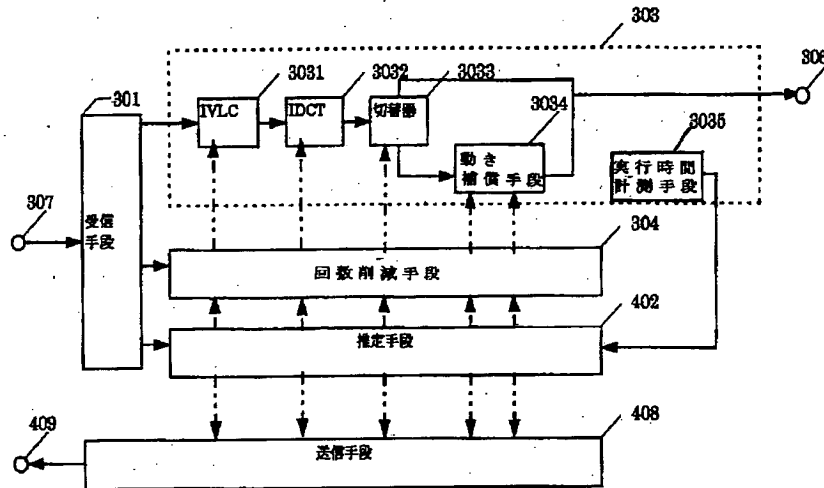 303
306
301
3031
3032
3033
IVLC
IDCT
切替器
3034
3035
動き
補償手段
実行時間
計測手段
307
受信
手段
304
回数削減手段
402
推定手段
408
409
送信手段